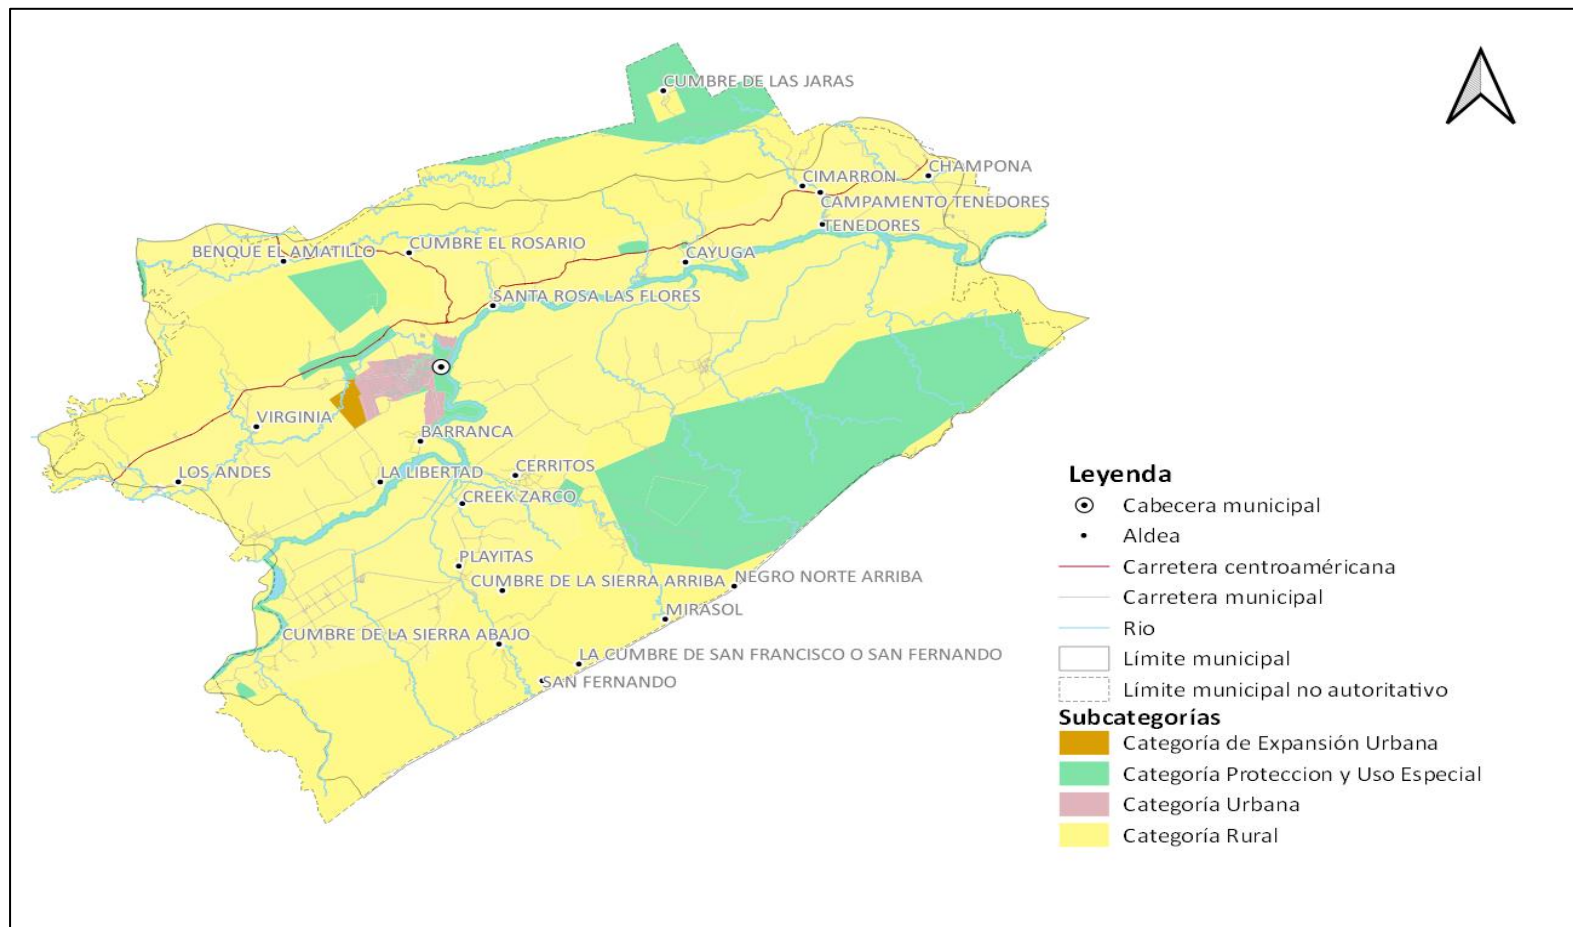 CUMBRE DE LAS JARAS
CHAMPONA
CIMARRON
CAMPAMENTO TENEDORES
TENEDORES
BENQUE EL AMATILLO
CUMBRE EL ROSARIO
CAYUGA
SANTA ROSA LAS FLORES
VIRGINIA
BARRANCA
LOS ANDES
LA LIBERTAD
CERRITOS
CREEK ZARCO
PLAYITAS
CUMBRE DE LA SIERRA ARRIBA
NEGRO NORTE ARRIBA
MIRASOL
CUMBRE DE LA SIERRA ABAJO
LA CUMBRE DE SAN FRANCISCO O SAN FERNANDO
SAN FERNANDO
Leyenda
Cabecera municipal
Aldea
Carretera centroaméricana
Carretera municipal
Rio
Límite municipal
Límite municipal no autoritativo
Subcategorías
Categoría de Expansión Urbana
Categoría Proteccion y Uso Especial
Categoría Urbana
Categoría Rural